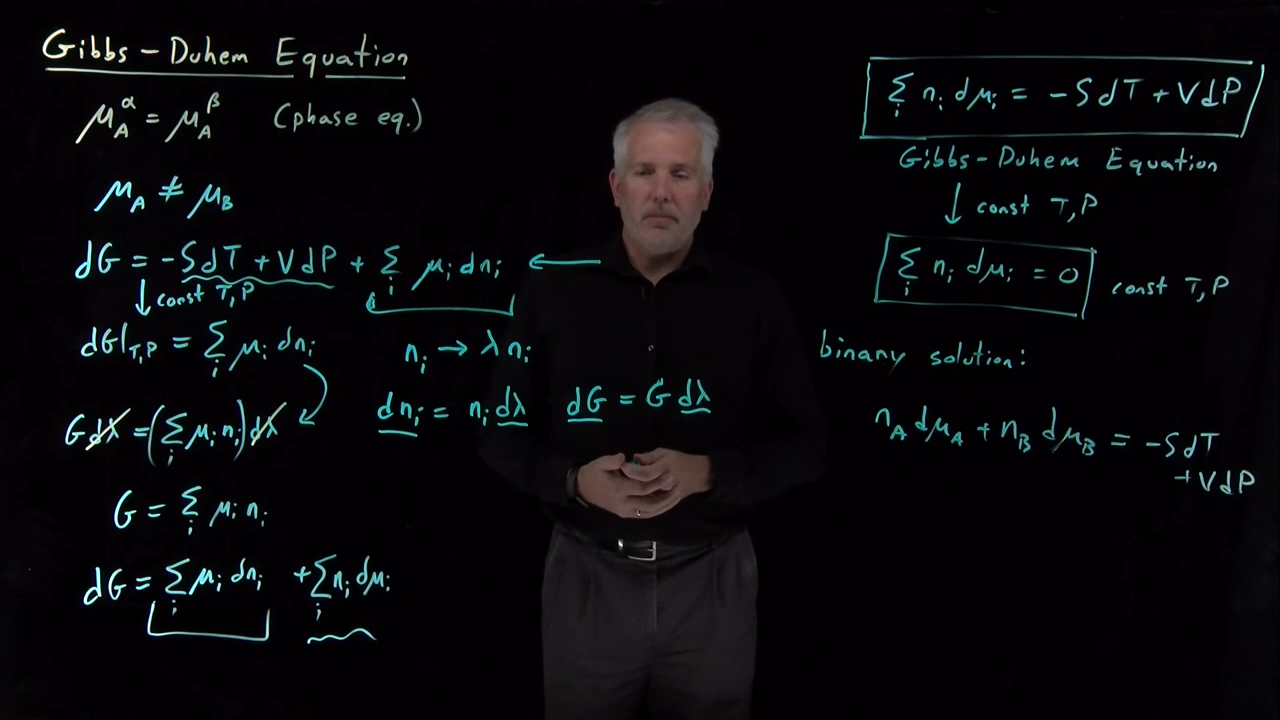 Gibbs-Duhem Equation
μ_A^α = μ_A^β (phase eq.)
μ_A ≠ μ_B
dG = -SdT + VdP + Σ_i μ_i dn_i ←
↓ const T, P
dG|_T,P = Σ_i μ_i dn_i
G dλ = (Σ_i μ_i n_i) dλ
G = Σ_i μ_i n_i
dG = Σ_i μ_i dn_i + Σ_i n_i dμ_i
n_i → λ n_i
dn_i = n_i dλ dG = G dλ
Σ_i n_i dμ_i = -SdT + VdP
Gibbs-Duhem Equation
↓ const T, P
Σ_i n_i dμ_i = 0 const T, P
binary solution:
n_A dμ_A + n_B dμ_B = -SdT
+ VdP